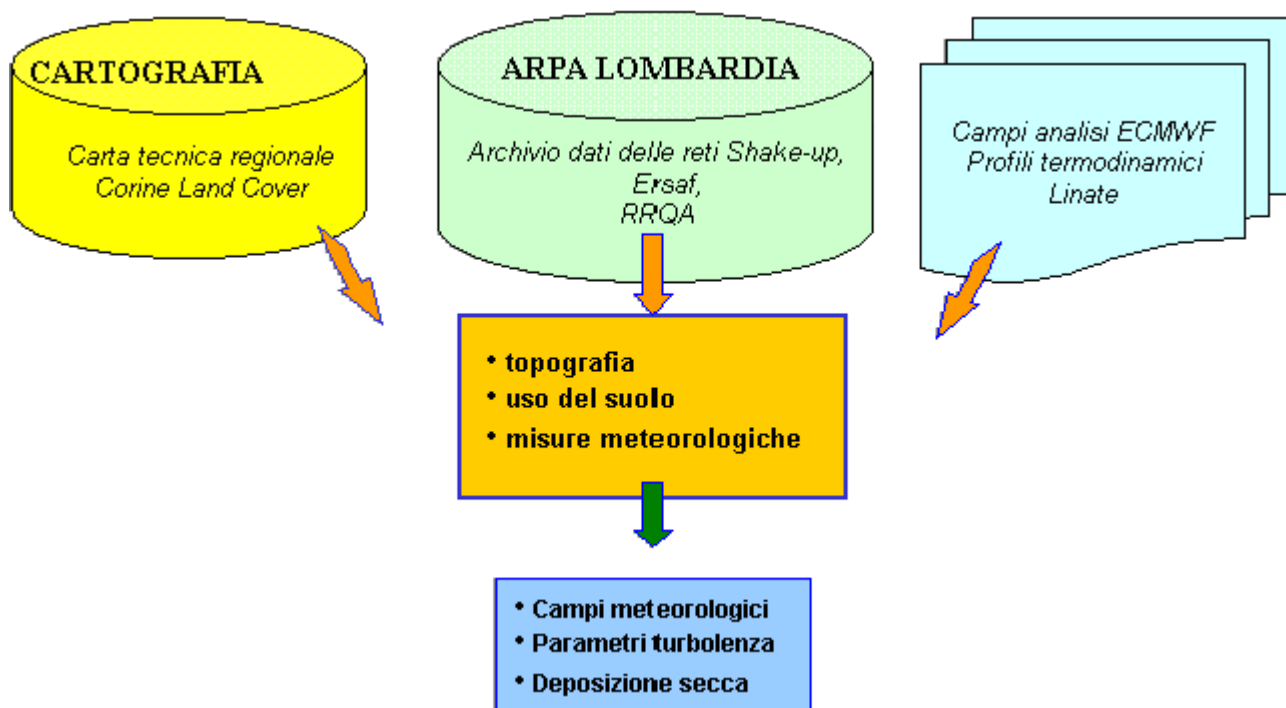 CARTOGRAFIA
Carta tecnica regionale
Corine Land Cover
ARPA LOMBARDIA
Archivio dati delle reti Shake-up,
Ersaf,
RRQA
Campi analisi ECMWF
Profili termodinamici
Linate
• topografia
• uso del suolo
• misure meteorologiche
• Campi meteorologici
• Parametri turbolenza
• Deposizione secca